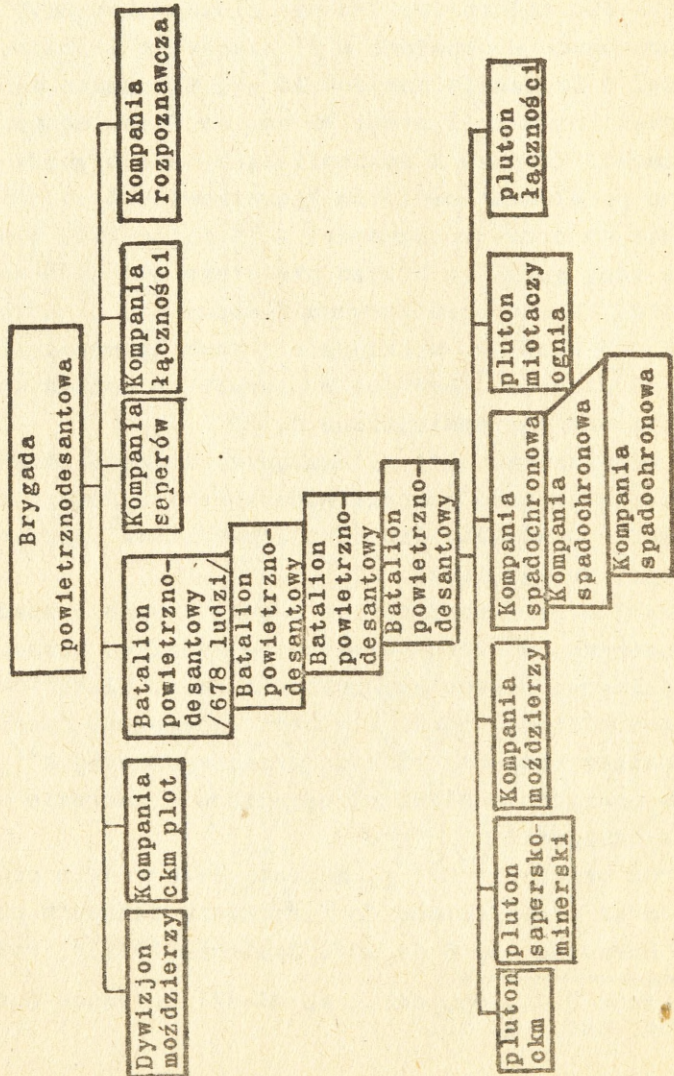 Brygada
powietrznodesantowa
Dywizjon
moździerzy
Kompania
ckm plot
Batalion
powietrzno-
desantowy
/678 ludzi/
Batalion
powietrzno-
desantowy
Batalion
powietrzno-
desantowy
Batalion
powietrzno-
desantowy
Kompania
saperów
Kompania
łączności
Kompania
rozpoznawcza
pluton
ckm
pluton
sapersko-
minerski
Kompania
moździerzy
Kompania
spadochronowa
Kompania
spadochronowa
Kompania
spadochronowa
pluton
miotaczy
ognia
pluton
łączności